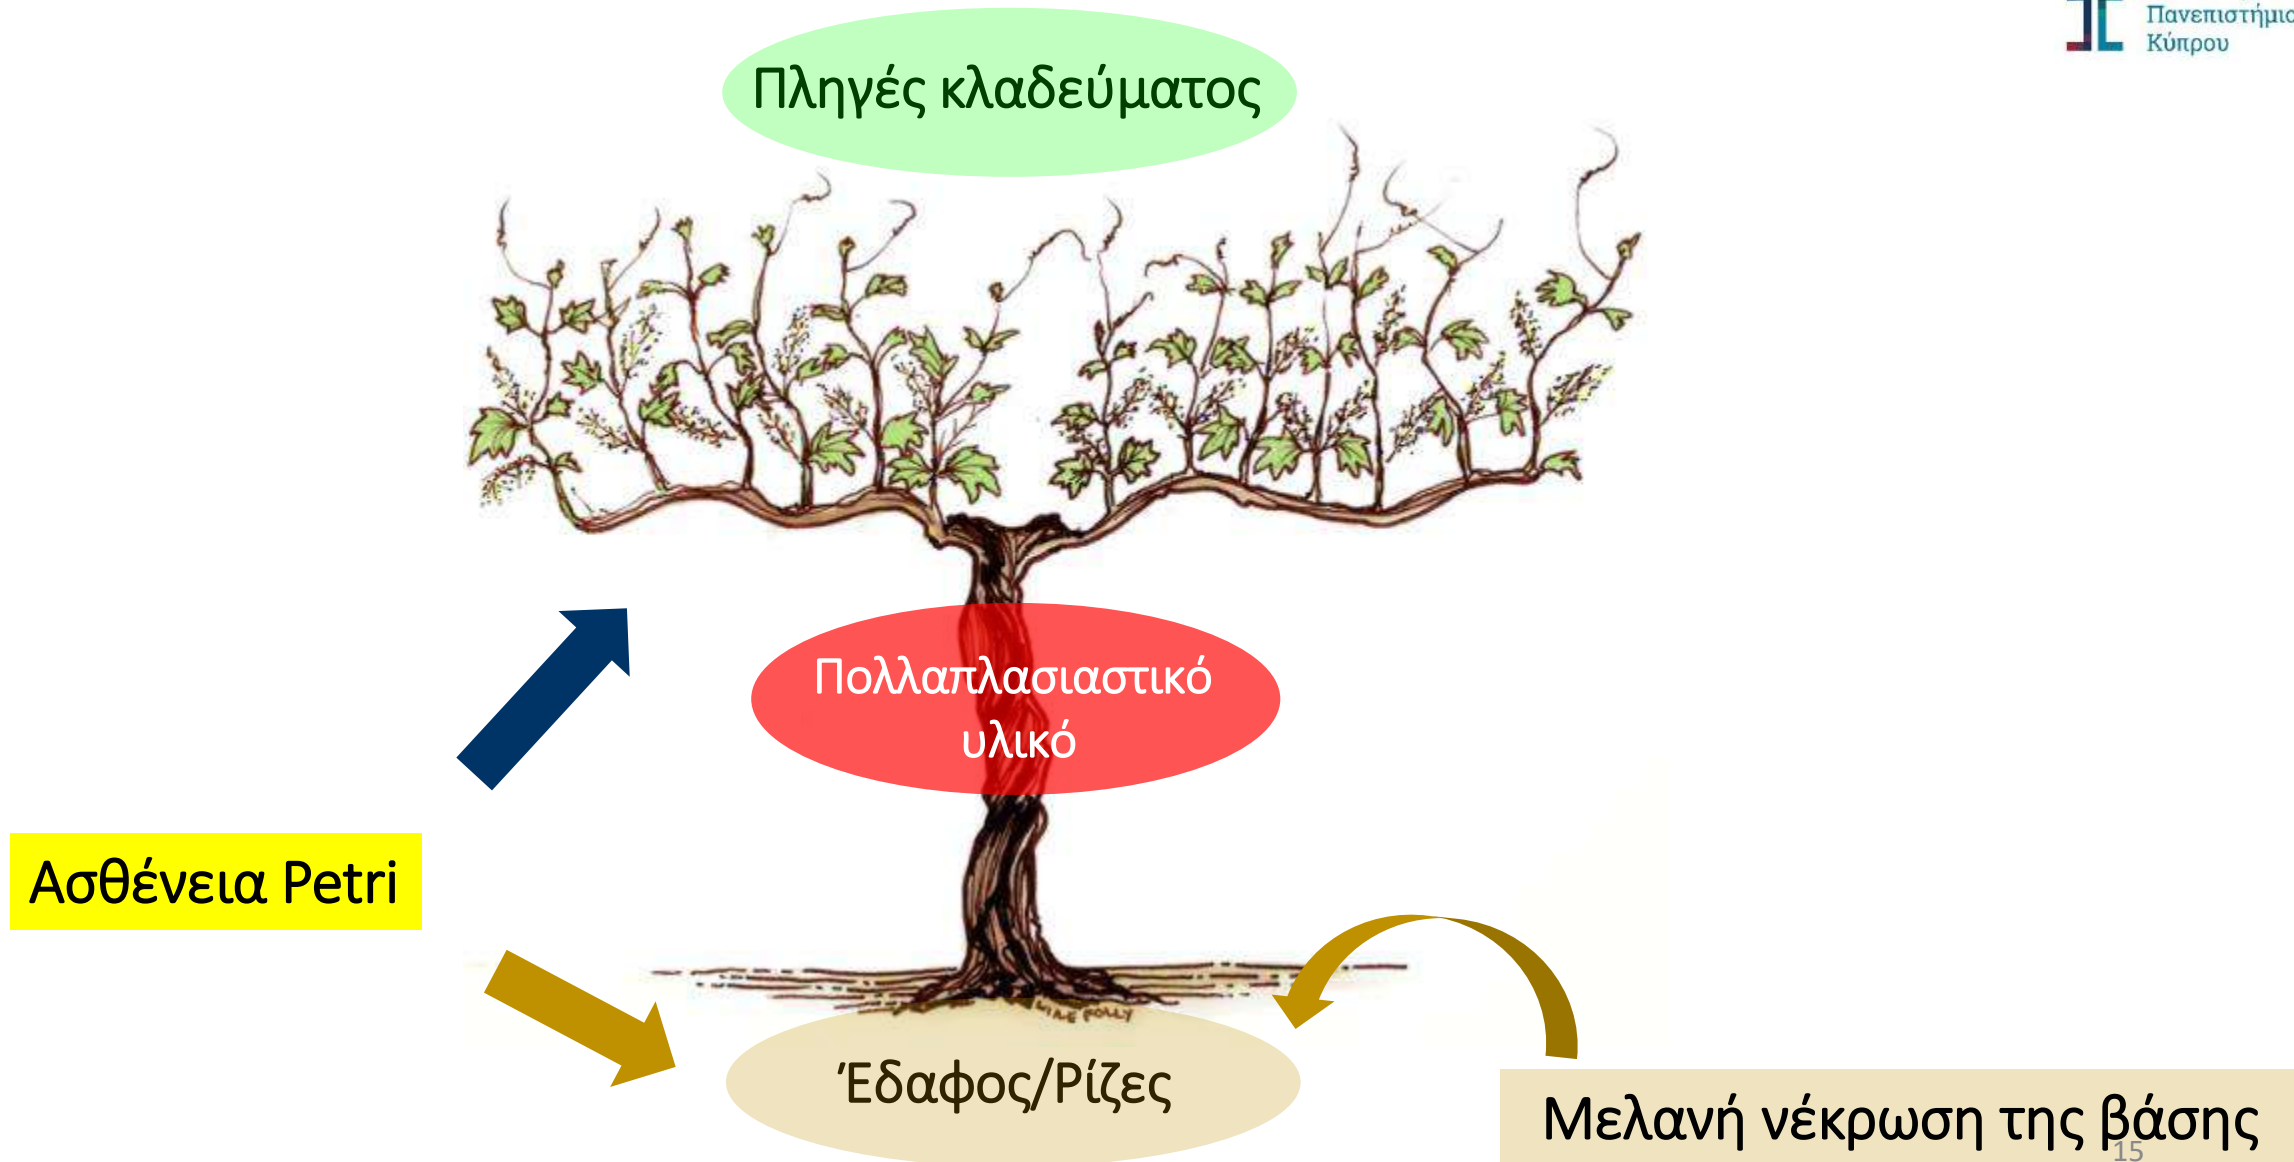 Πανεπιστήμιο
Κύπρου
Πληγές κλαδεύματος
Πολλαπλασιαστικό
υλικό
Ασθένεια Petri
Έδαφος/Ρίζες
Μελανή νέκρωση της βάσης
15